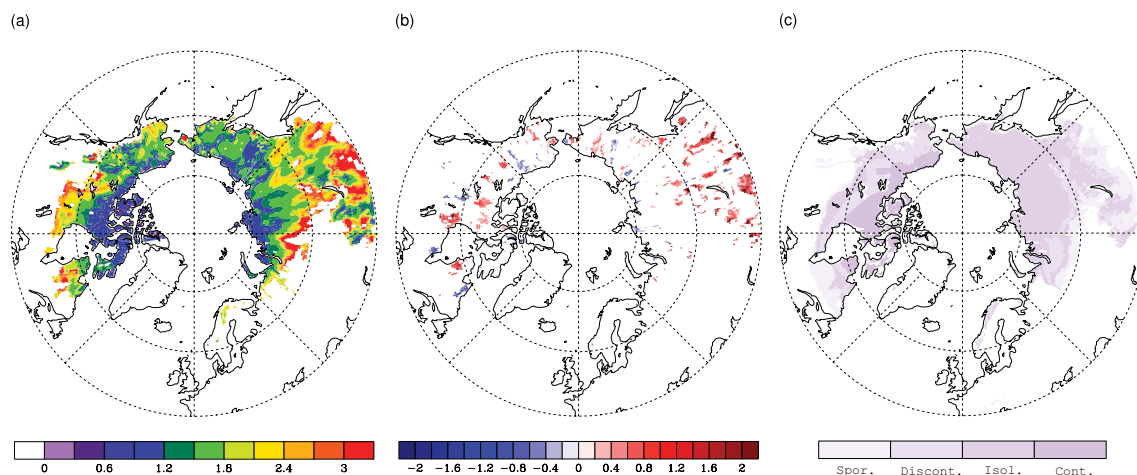 (a) (b) (c)
0 0.6 1.2 1.8 2.4 3
−2 −1.6 −1.2 −0.8 −0.4 0 0.4 0.8 1.2 1.6 2
Spor. Discont. Isol. Cont.